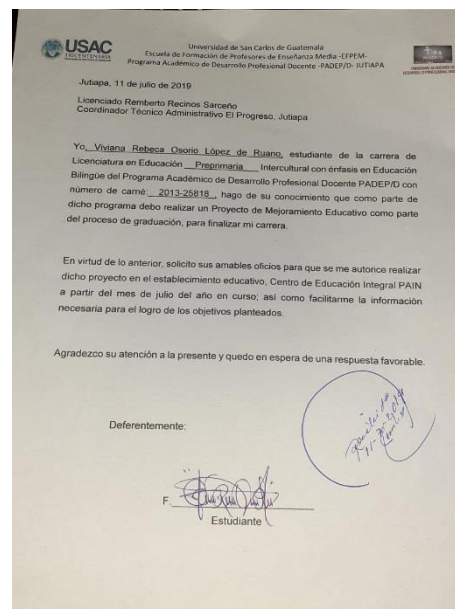 USAC
TRICENTENARIA
Universidad de San Carlos de Guatemala
Escuela de Formación de Profesores de Enseñanza Media -EFPEM-
Programa Académico de Desarrollo Profesional Docente -PADEP/D- JUTIAPA
Jutiapa, 11 de julio de 2019
Licenciado Remberto Recinos Sarceño
Coordinador Técnico Administrativo El Progreso, Jutiapa
Yo, Viviana Rebeca Osorio López de Ruano, estudiante de la carrera de
Licenciatura en Educación Preprimaria Intercultural con énfasis en Educación
Bilingüe del Programa Académico de Desarrollo Profesional Docente PADEP/D con
número de carné: 2013-25818 , hago de su conocimiento que como parte de
dicho programa debo realizar un Proyecto de Mejoramiento Educativo como parte
del proceso de graduación, para finalizar mi carrera.
En virtud de lo anterior, solicito sus amables oficios para que se me autorice realizar
dicho proyecto en el establecimiento educativo, Centro de Educación Integral PAIN
a partir del mes de julio del año en curso; así como facilitarme la información
necesaria para el logro de los objetivos planteados.
Agradezco su atención a la presente y quedo en espera de una respuesta favorable.
Deferentemente:
F.
Estudiante